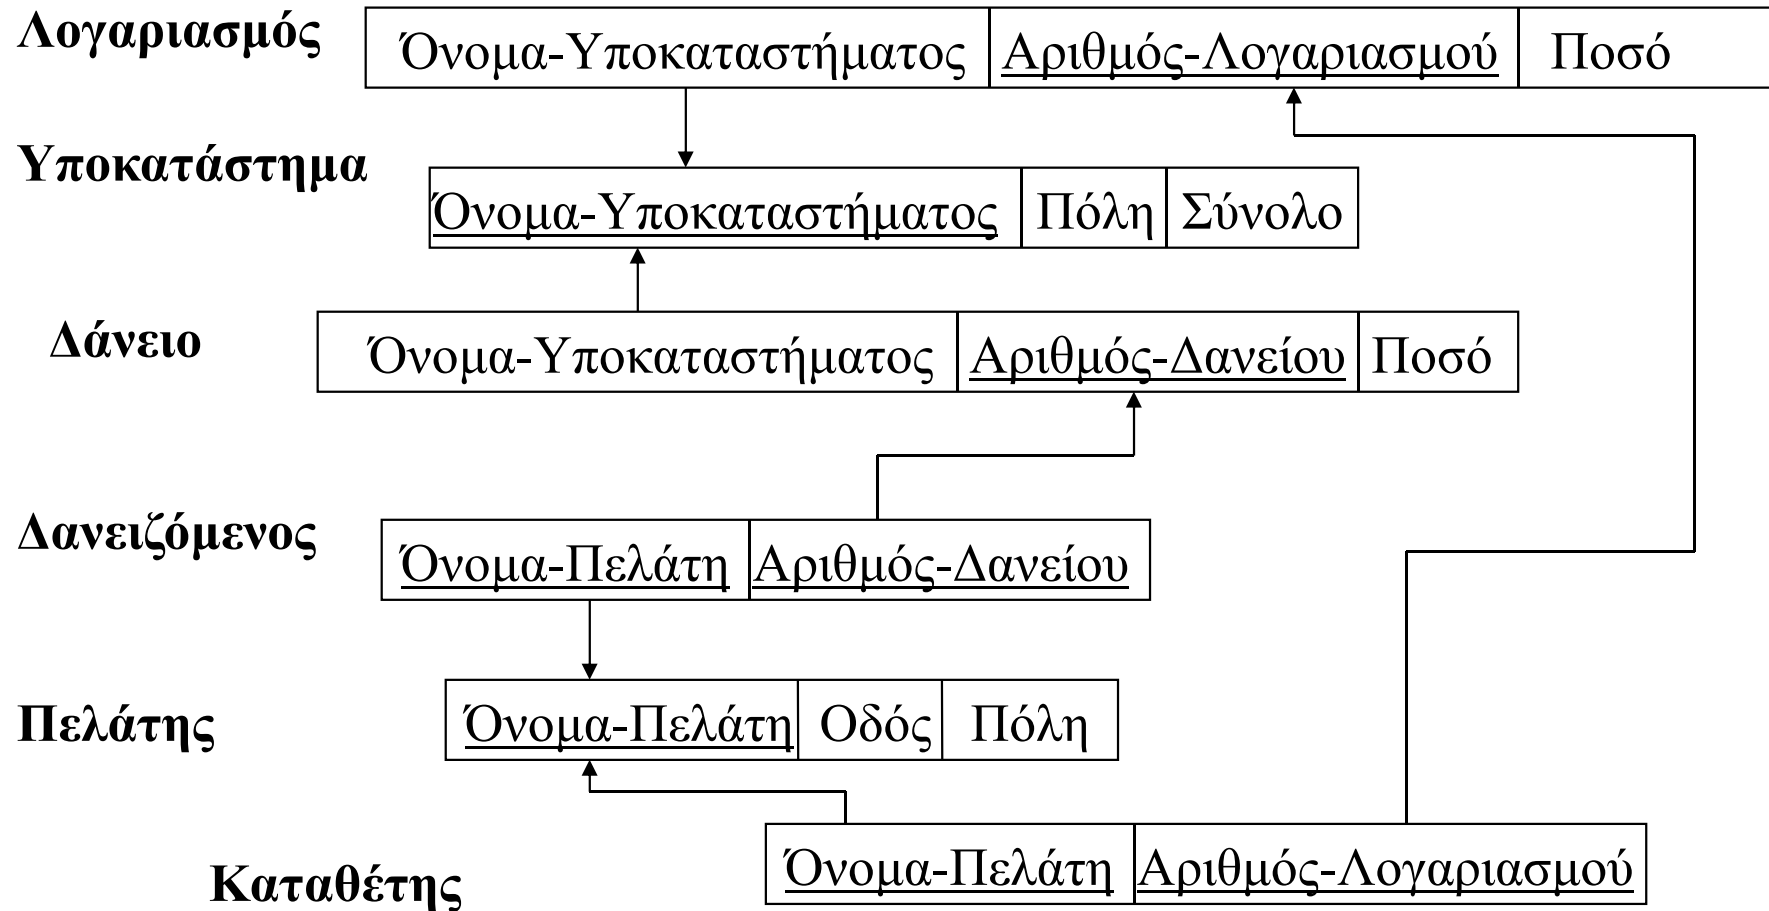 Λογαριασμός
Όνομα-Υποκαταστήματος Αριθμός-Λογαριασμού Ποσό
Υποκατάστημα
Όνομα-Υποκαταστήματος Πόλη Σύνολο
Δάνειο
Όνομα-Υποκαταστήματος Αριθμός-Δανείου Ποσό
Δανειζόμενος
Όνομα-Πελάτη Αριθμός-Δανείου
Πελάτης
Όνομα-Πελάτη Οδός Πόλη
Καταθέτης
Όνομα-Πελάτη Αριθμός-Λογαριασμού